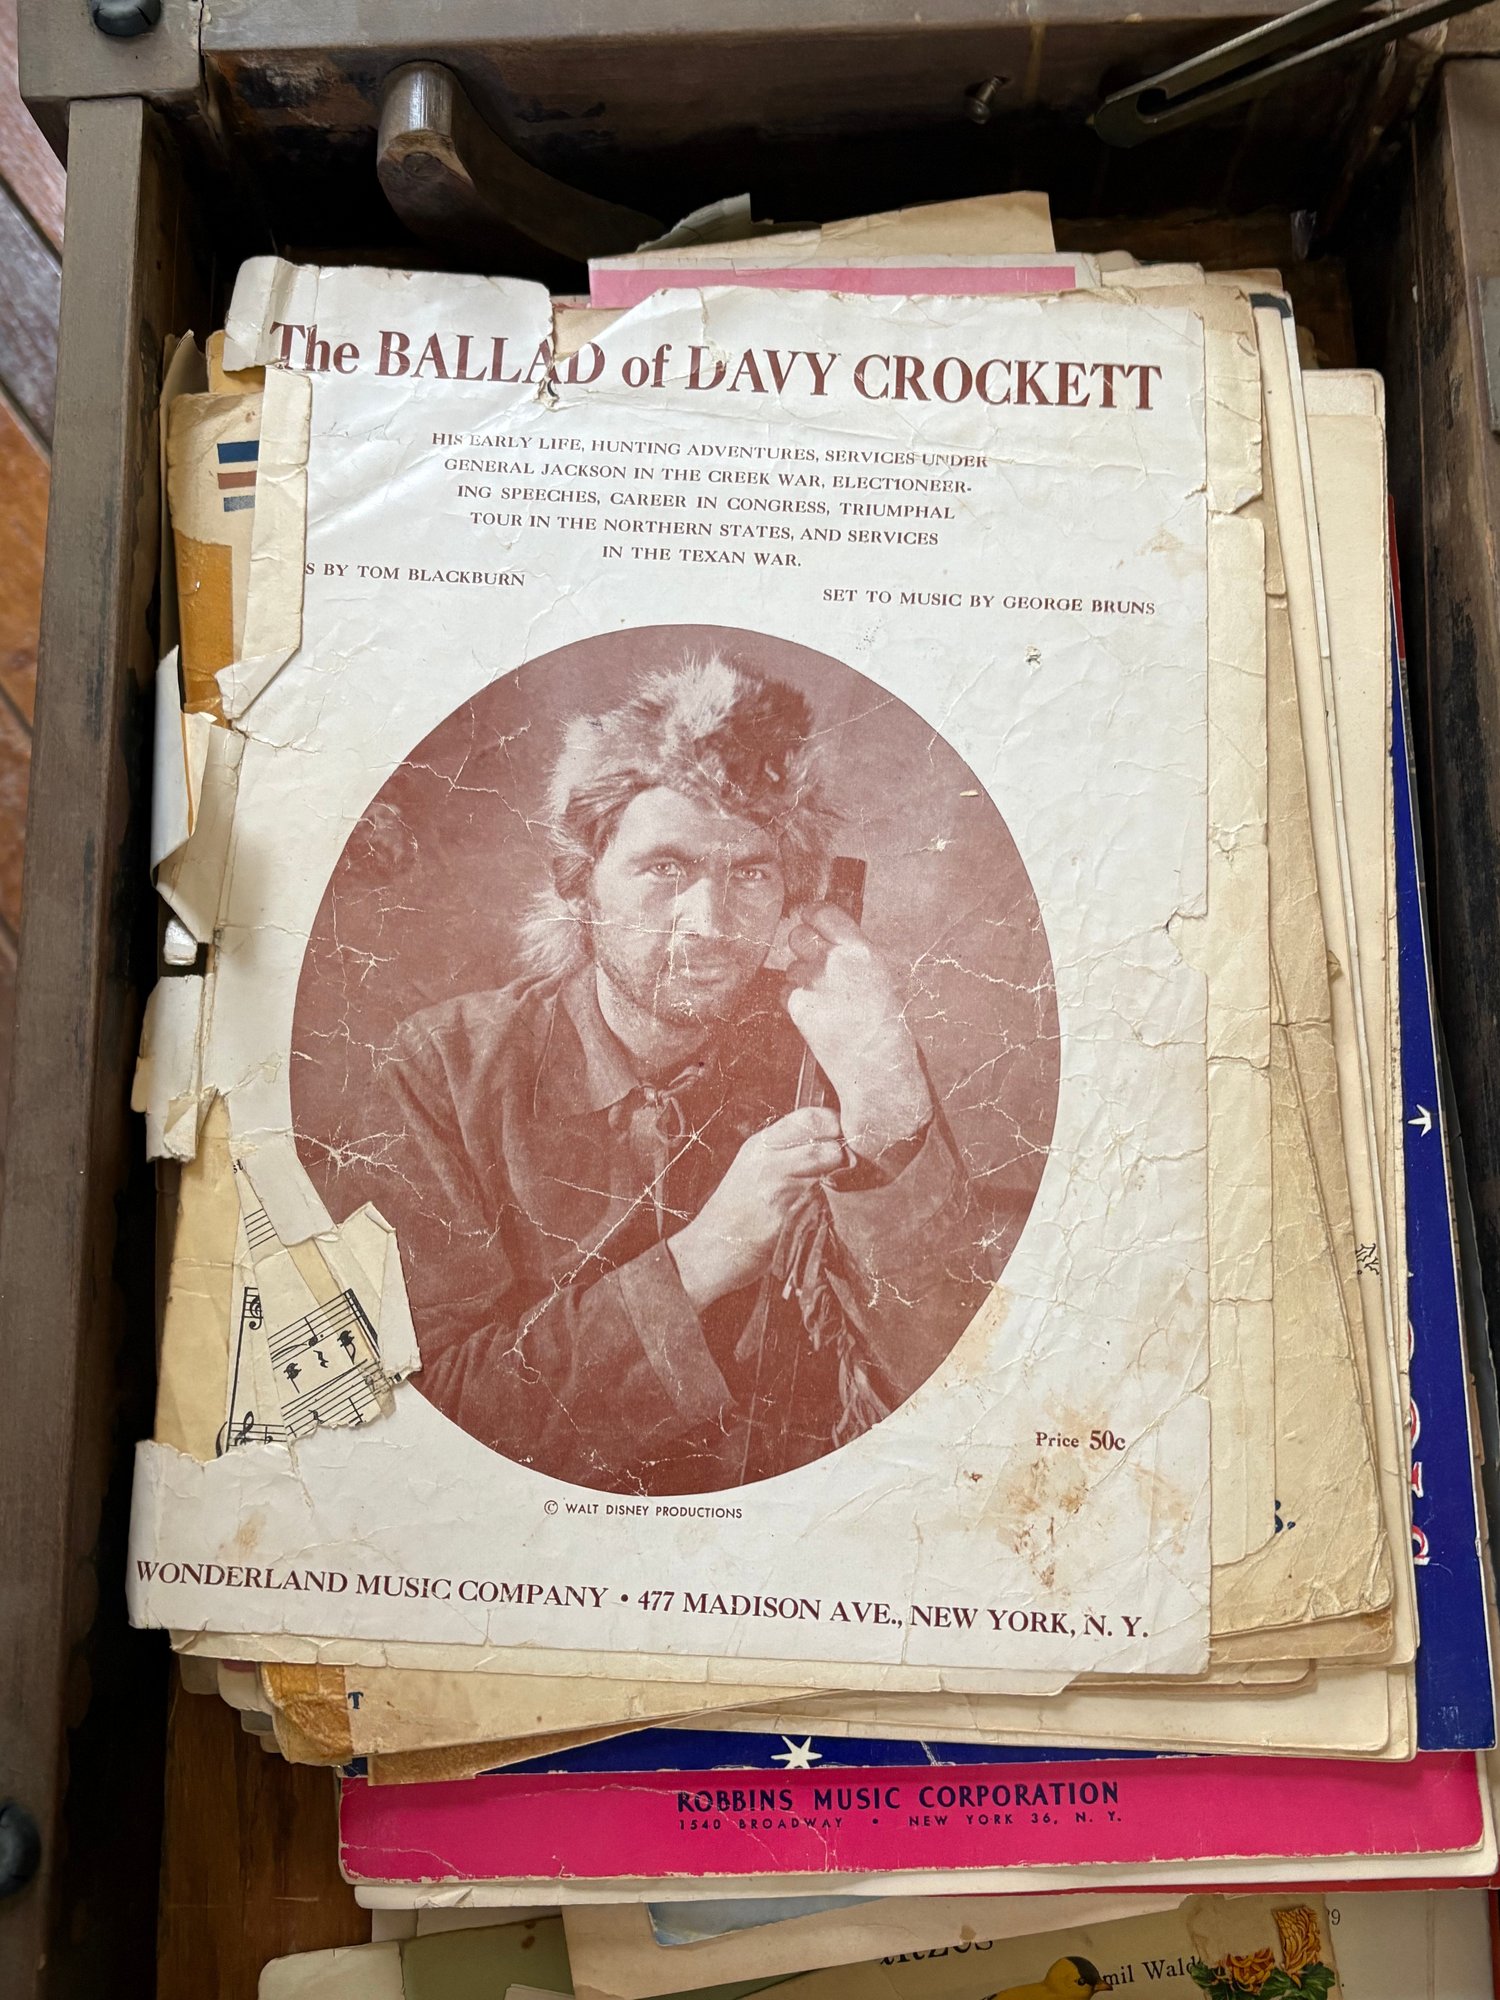 The BALLAD of DAVY CROCKETT
HIS EARLY LIFE, HUNTING ADVENTURES, SERVICES UNDER
GENERAL JACKSON IN THE CREEK WAR, ELECTIONEER-
ING SPEECHES, CAREER IN CONGRESS, TRIUMPHAL
TOUR IN THE NORTHERN STATES, AND SERVICES
IN THE TEXAN WAR.
S BY TOM BLACKBURN
SET TO MUSIC BY GEORGE BRUNS
Price 50c
© WALT DISNEY PRODUCTIONS
WONDERLAND MUSIC COMPANY • 477 MADISON AVE., NEW YORK, N. Y.
T
ROBBINS MUSIC CORPORATION
1540 BROADWAY • NEW YORK 36, N. Y.